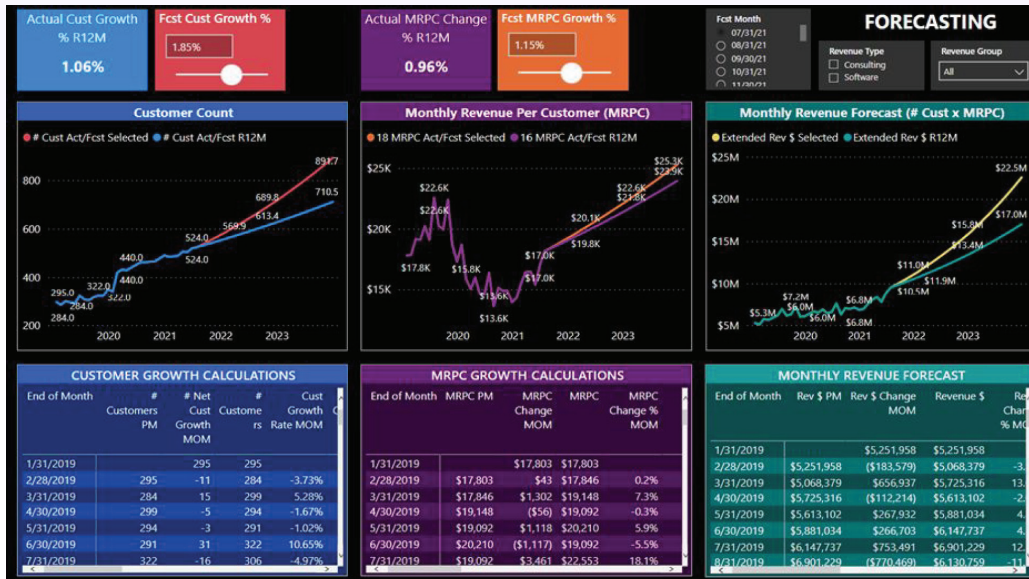 Actual Cust Growth
% R12M
1.06%
Fcst Cust Growth %
1.85%
Actual MRPC Change
% R12M
0.96%
Fcst MRPC Growth %
1.15%
Fcst Month
07/31/21
08/31/21
09/30/21
10/31/21
11/30/21
FORECASTING
Revenue Type
Consulting
Software
Revenue Group
All
Customer Count
# Cust Act/Fcst Selected # Cust Act/Fcst R12M
891.7
800
710.5
689.8
613.4
600
569.9
524.0
524.0
440.0
440.0
400
322.0
322.0
295.0
284.0
284.0
200
2020 2021 2022 2023
Monthly Revenue Per Customer (MRPC)
18 MRPC Act/Fcst Selected 16 MRPC Act/Fcst R12M
$25.3K
$25K
$23.9K
$22.6K
$22.6K
$22.6K
$21.8K
$20.1K
$20K
$19.8K
$17.8K
$17.0K
$17.0K
$15.8K
$15K
$13.6K
$13.6K
2020 2021 2022 2023
Monthly Revenue Forecast (# Cust x MRPC)
Extended Rev $ Selected Extended Rev $ R12M
$25M
$22.5M
$20M
$17.0M
$15.8M
$15M
$13.4M
$11.0M
$11.9M
$10M
$10.5M
$7.2M
$6.8M
$5.3M
$6.0M
$6.0M
$6.8M
$5M
2020 2021 2022 2023
CUSTOMER GROWTH CALCULATIONS
End of Month # Customers PM # Net Cust Growth MOM # Custome rs Cust Growth Rate MOM
1/31/2019 295 295
2/28/2019 295 -11 284 -3.73%
3/31/2019 284 15 299 5.28%
4/30/2019 299 -5 294 -1.67%
5/31/2019 294 -3 291 -1.02%
6/30/2019 291 31 322 10.65%
7/31/2019 322 -16 306 -4.97%
MRPC GROWTH CALCULATIONS
End of Month MRPC PM MRPC Change MOM MRPC MRPC Change % MOM
1/31/2019 $17,803 $17,803
2/28/2019 $17,803 $43 $17,846 0.2%
3/31/2019 $17,846 $1,302 $19,148 7.3%
4/30/2019 $19,148 ($56) $19,092 -0.3%
5/31/2019 $19,092 $1,118 $20,210 5.9%
6/30/2019 $20,210 ($1,117) $19,092 -5.5%
7/31/2019 $19,092 $3,461 $22,553 18.1%
MONTHLY REVENUE FORECAST
End of Month Rev $ PM Rev $ Change MOM Revenue $
1/31/2019 $5,251,958 $5,251,958
2/28/2019 $5,251,958 ($183,579) $5,068,379 -3.
3/31/2019 $5,068,379 $656,937 $5,725,316 13.
4/30/2019 $5,725,316 ($112,214) $5,613,102 -2.
5/31/2019 $5,613,102 $267,932 $5,881,034 4.
6/30/2019 $5,881,034 $266,703 $6,147,737 4.
7/31/2019 $6,147,737 $753,491 $6,901,229 12.
8/31/2019 $6,901,229 ($770,469) $6,130,759 -11